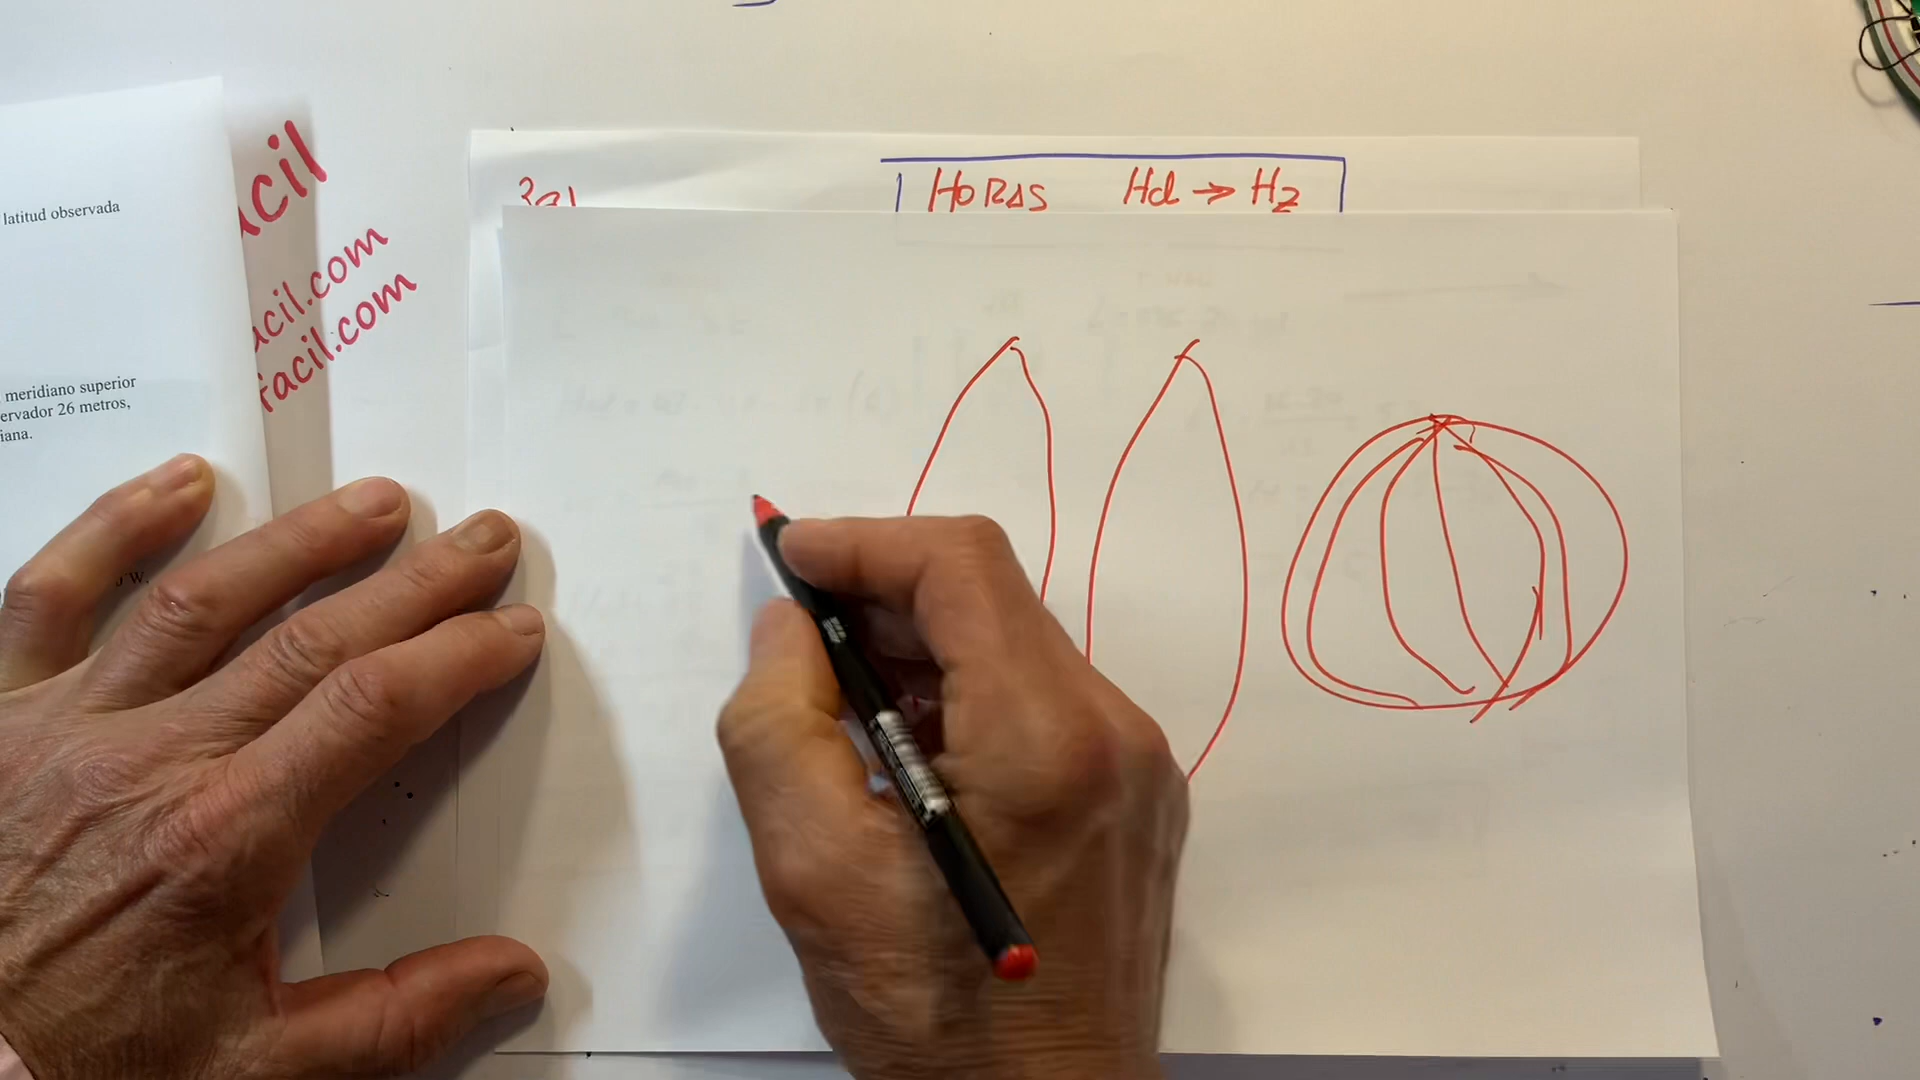 latitud observada
meridiano superior
ervador 26 metros,
iana.
J'W.
acil
acil.com
facil.com
HORAS Hcl → Hz